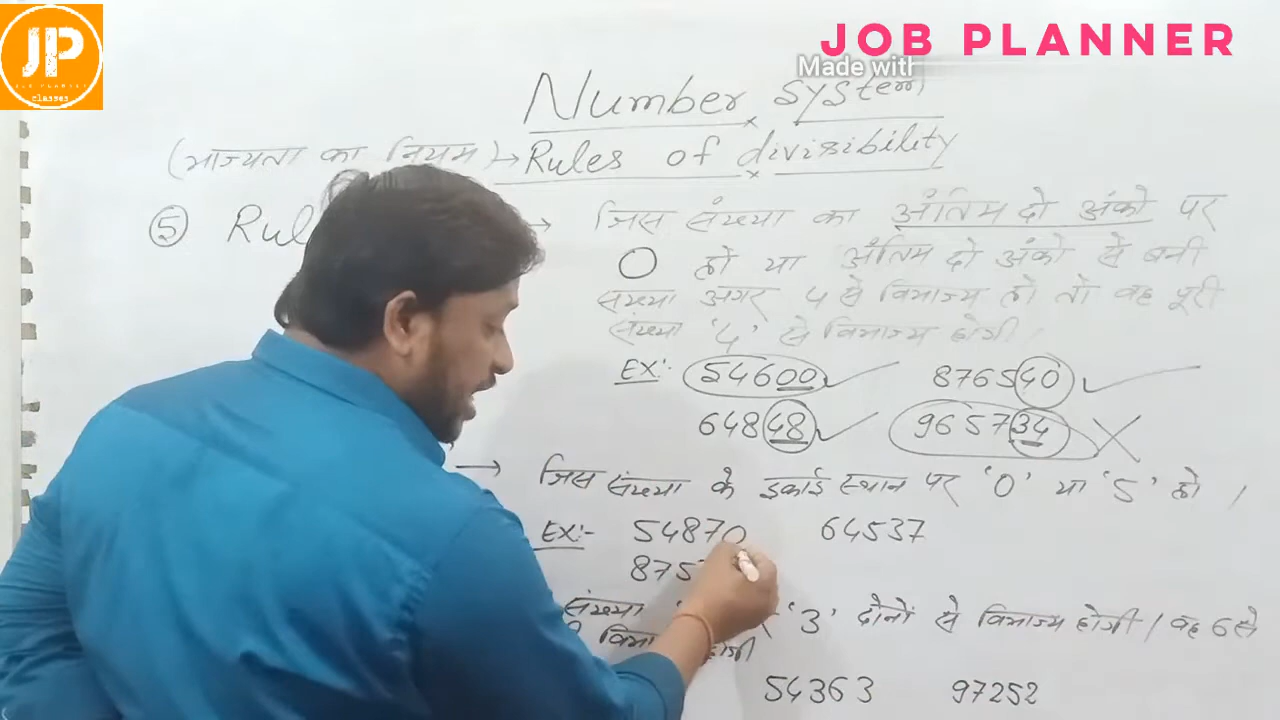 JP
classes
JOB PLANNER
Made with
Number system
(भाज्यता का नियम) → Rules of divisibility
⑤ Rul → जिस संख्या का अंतिम दो अंको पर
0 हो या अंतिम दो अंको से बनी
संख्या अगर 4 से विभाज्य हो तो वह पूरी
संख्या '4' से विभाज्य होगी।
EX:- 54600 ✓ 876540 ✓
64848 ✓ 965734 ✗
→ जिस संख्या के इकाई स्थान पर '0' या '5' हो।
EX:- 54870 64537
875
संख्या '3' दोनों से विभाज्य होगी। वह 6 से
होगी
54363 97252